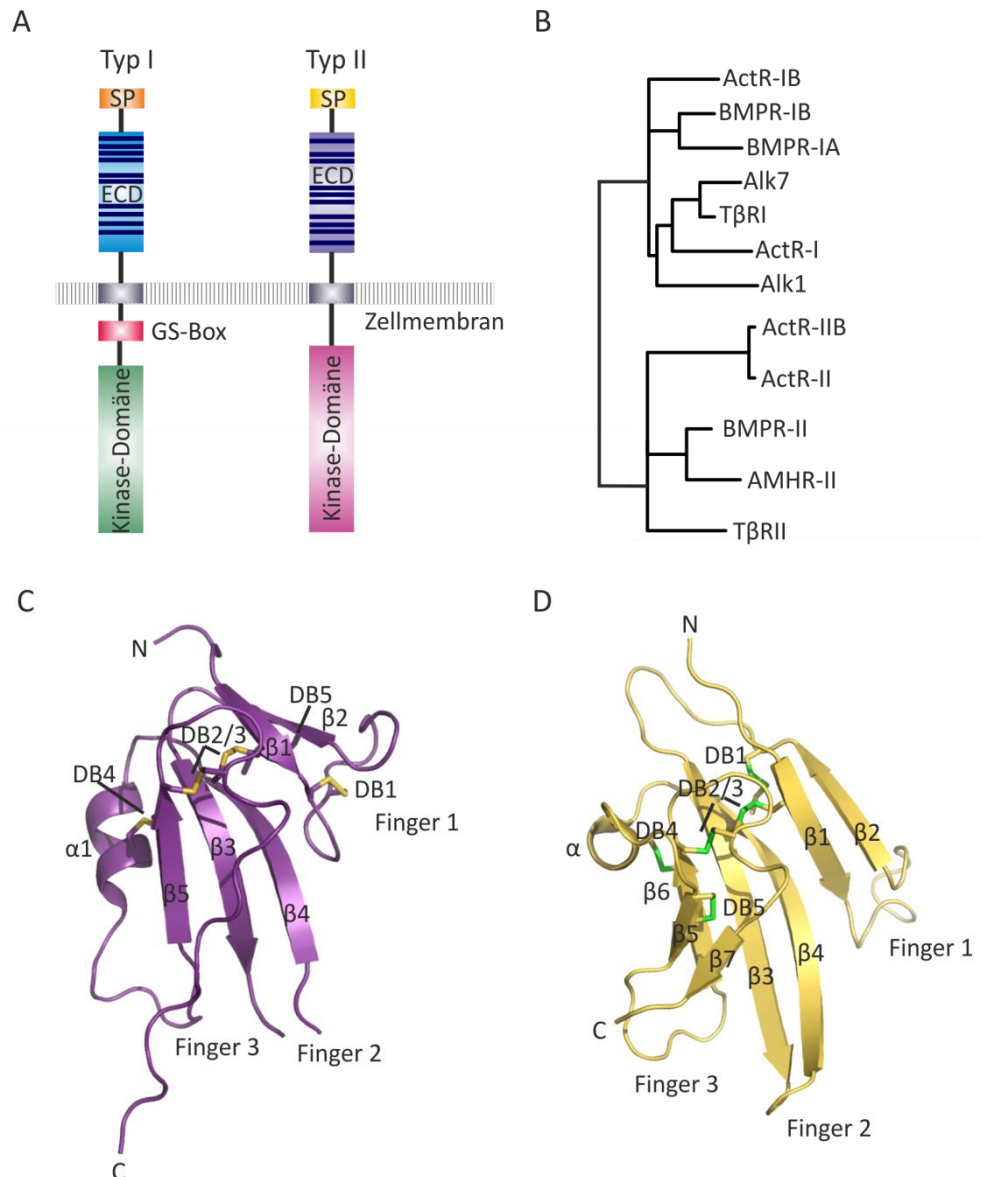 A
Typ I
Typ II
SP
SP
ECD
ECD
Zellmembran
GS-Box
Kinase-Domäne
Kinase-Domäne
B
ActR-IB
BMPR-IB
BMPR-IA
Alk7
TβRI
ActR-I
Alk1
ActR-IIB
ActR-II
BMPR-II
AMHR-II
TβRII
C
N
DB5
β2
DB2/3
β1
DB4
DB1
Finger 1
α1
β3
β5
β4
Finger 3
Finger 2
C
D
N
DB1
DB2/3
DB4
β1
β2
α
β6
DB5
β5
β4
β7
β3
Finger 1
C
Finger 3
Finger 2